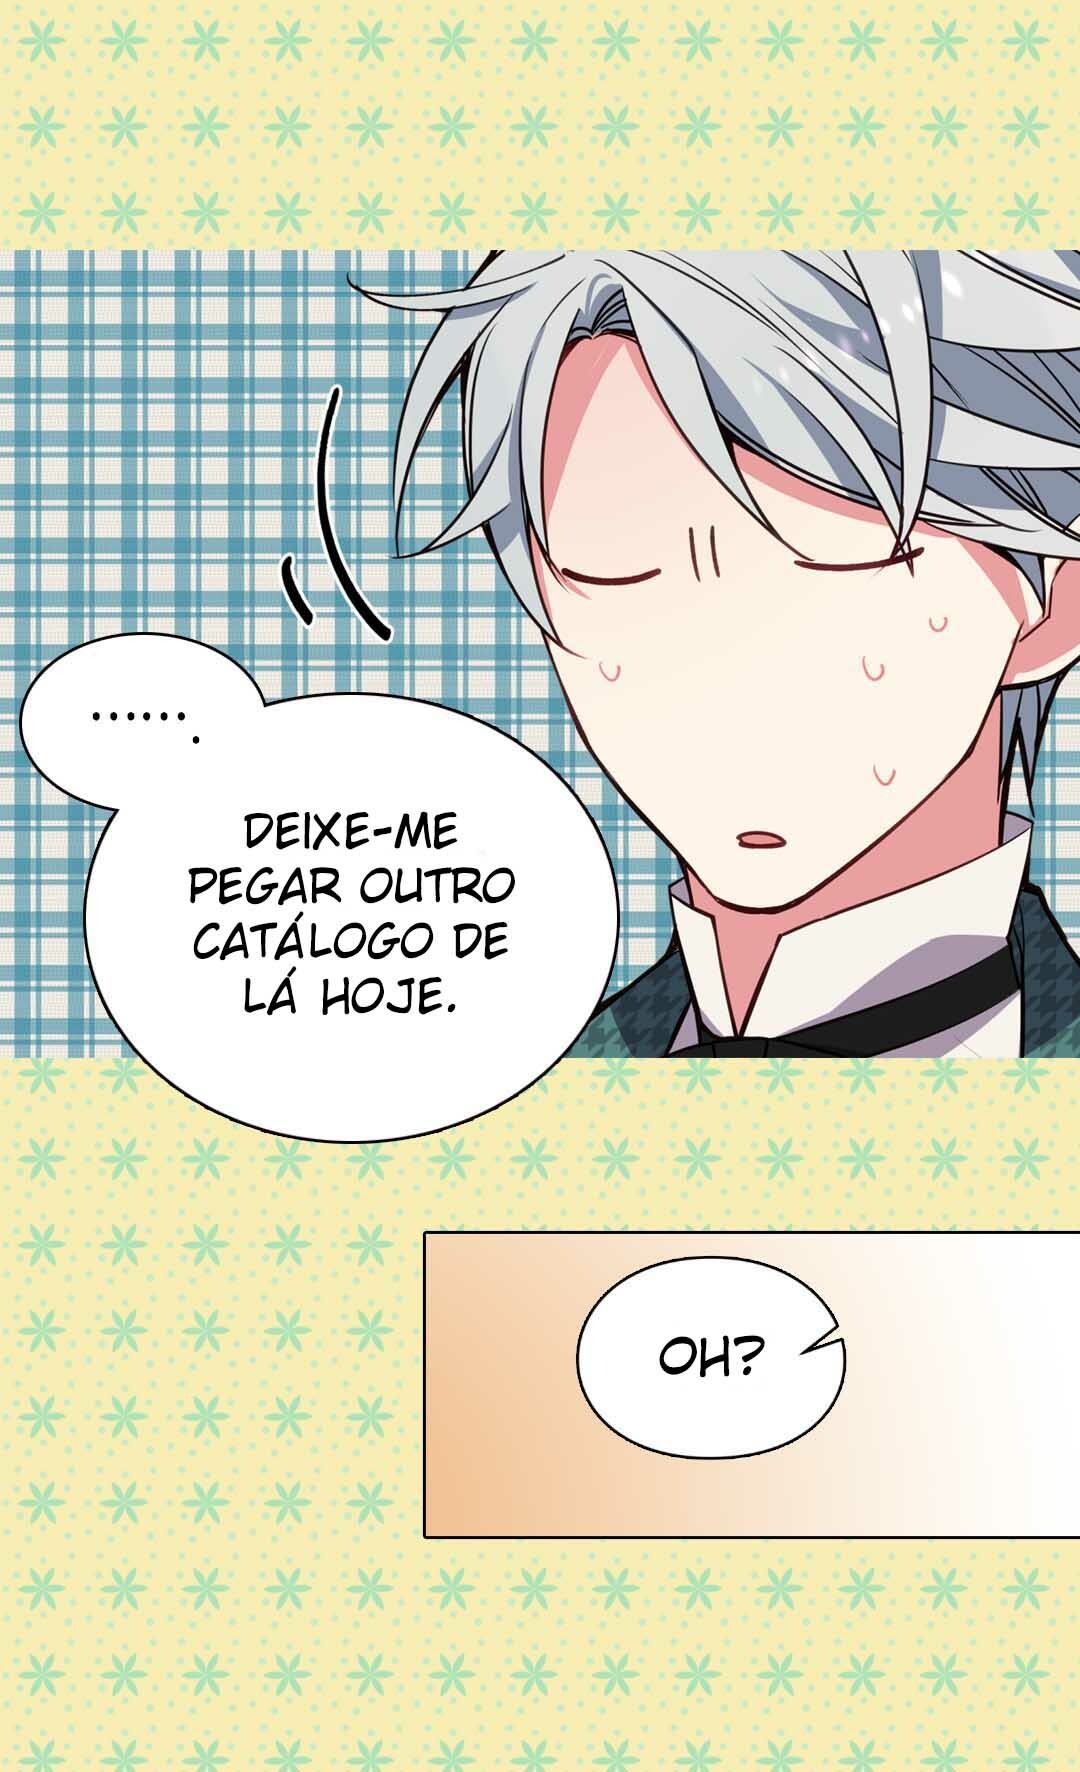 .......
DEIXE-ME
PEGAR OUTRO
CATÁLOGO DE
LÁ HOJE.
OH?